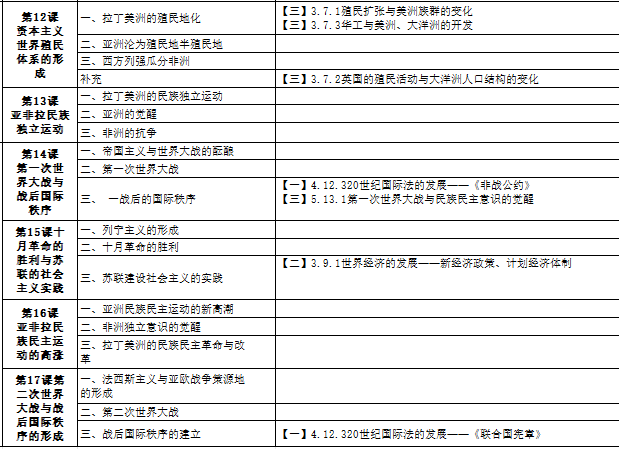 第12课
资本主义
世界殖民
体系的形
成
一、拉丁美洲的殖民地化
【三】3.7.1殖民扩张与美洲族群的变化
【三】3.7.3华工与美洲、大洋洲的开发
二、亚洲沦为殖民地半殖民地
三、西方列强瓜分非洲
补充
【三】3.7.2英国的殖民活动与大洋洲人口结构的变化
第13课
亚非拉民族
独立运动
一、拉丁美洲的民族独立运动
二、亚洲的觉醒
三、非洲的抗争
第14课
第一次世
界大战与
战后国际
秩序
一、帝国主义与世界大战的酝酿
二、第一次世界大战
三、 一战后的国际秩序
【一】4.12.320世纪国际法的发展——《非战公约》
【三】5.13.1第一次世界大战与民族民主意识的觉醒
第15课十
月革命的
胜利与苏
联的社会
主义实践
一、列宁主义的形成
二、十月革命的胜利
三、苏联建设社会主义的实践
【二】3.9.1世界经济的发展——新经济政策、计划经济体制
第16课
亚非拉民
族民主运
动的高涨
一、亚洲民族民主运动的新高潮
二、非洲独立意识的觉醒
三、拉丁美洲的民族民主革命与改
革
第17课第
二次世界
大战与战
后国际秩
序的形成
一、法西斯主义与亚欧战争策源地
的形成
二、第二次世界大战
三、战后国际秩序的建立
【一】4.12.320世纪国际法的发展——《联合国宪章》